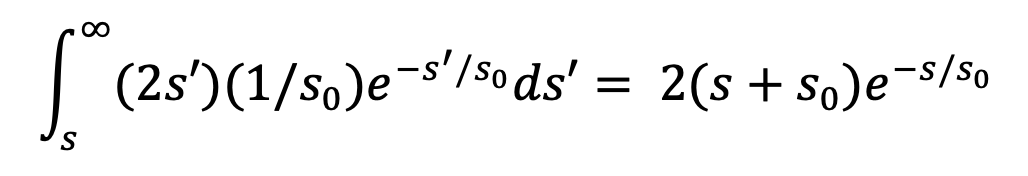 ∫_s^∞ (2s′)(1/s₀)e^{−s′/s₀}ds′ = 2(s + s₀)e^{−s/s₀}